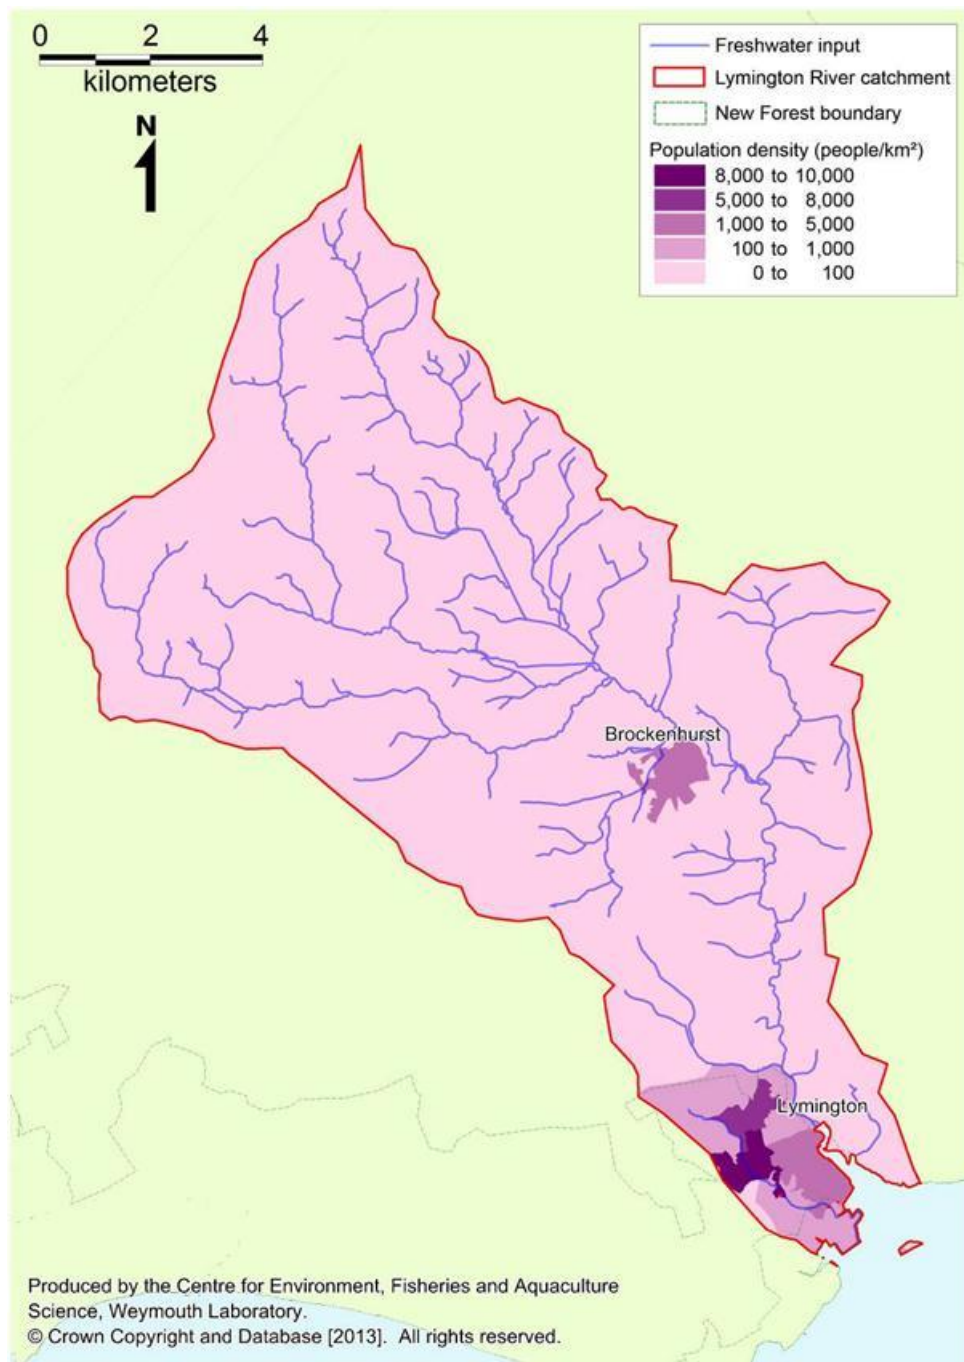 0 2 4
kilometers
N
Freshwater input
Lymington River catchment
New Forest boundary
Population density (people/km²)
8,000 to 10,000
5,000 to 8,000
1,000 to 5,000
100 to 1,000
0 to 100
Brockenhurst
Lymington
Produced by the Centre for Environment, Fisheries and Aquaculture
Science, Weymouth Laboratory.
© Crown Copyright and Database [2013]. All rights reserved.